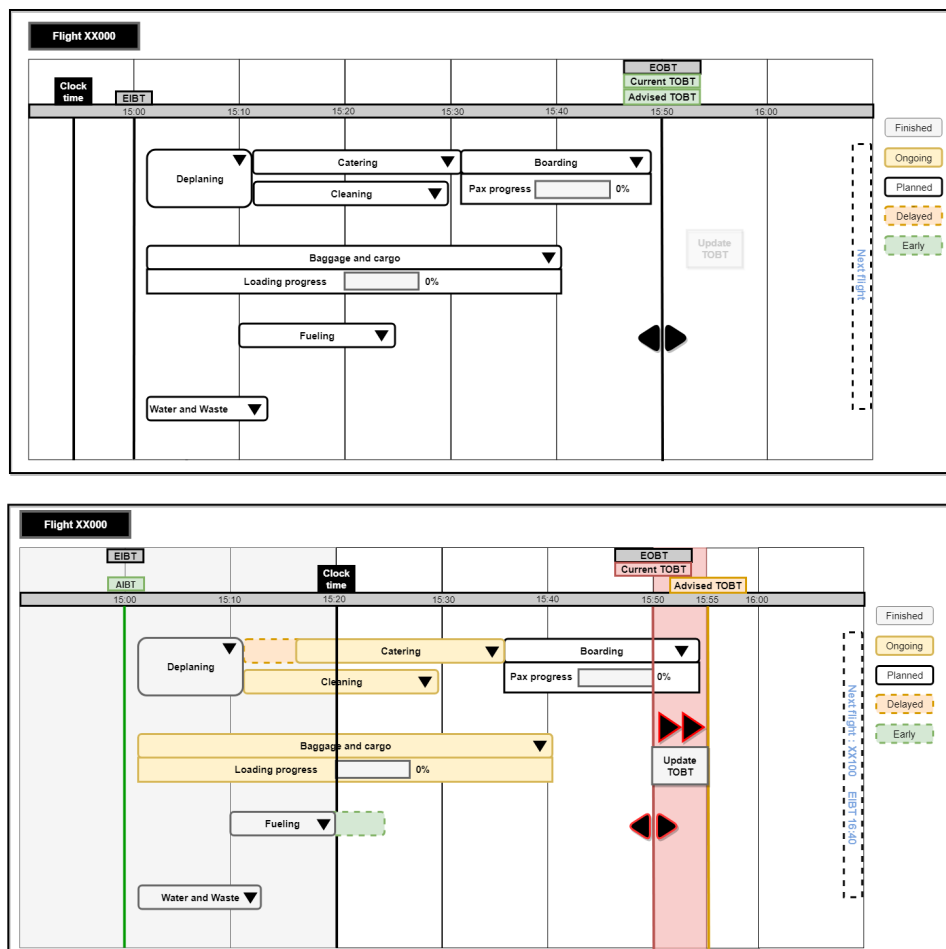 Flight XX000
EOBT
Clock
time
Current TOBT
EIBT
Advised TOBT
15:00
15:10
15:20
15:30
15:40
15:50
16:00
Finished
Ongoing
Planned
Delayed
Early
Deplaning
Catering
Boarding
Cleaning
Pax progress
0%
Update
TOBT
Baggage and cargo
Loading progress
0%
Next flight
Fueling
Water and Waste
Flight XX000
EIBT
EOBT
Clock
time
Current TOBT
AIBT
Advised TOBT
15:00
15:10
15:20
15:30
15:40
15:50
15:55
16:00
Finished
Ongoing
Planned
Delayed
Early
Deplaning
Catering
Boarding
Cleaning
Pax progress
0%
Baggage and cargo
Loading progress
0%
Update
TOBT
Next flight : XX100 EIBT 16:40
Fueling
Water and Waste